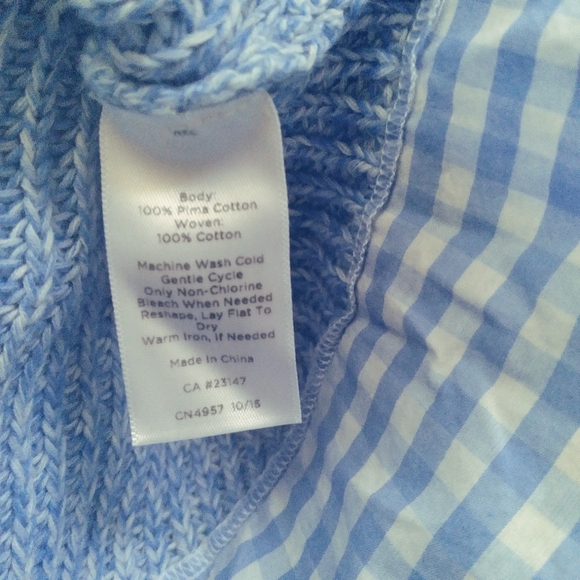 Body:
100% Pima Cotton
Woven:
100% Cotton
Machine Wash Cold
Gentle Cycle
Only Non-Chlorine
Bleach When Needed
Reshape, Lay Flat To
Dry
Warm Iron, If Needed
Made In China
CA #23147
CN4957 10/15